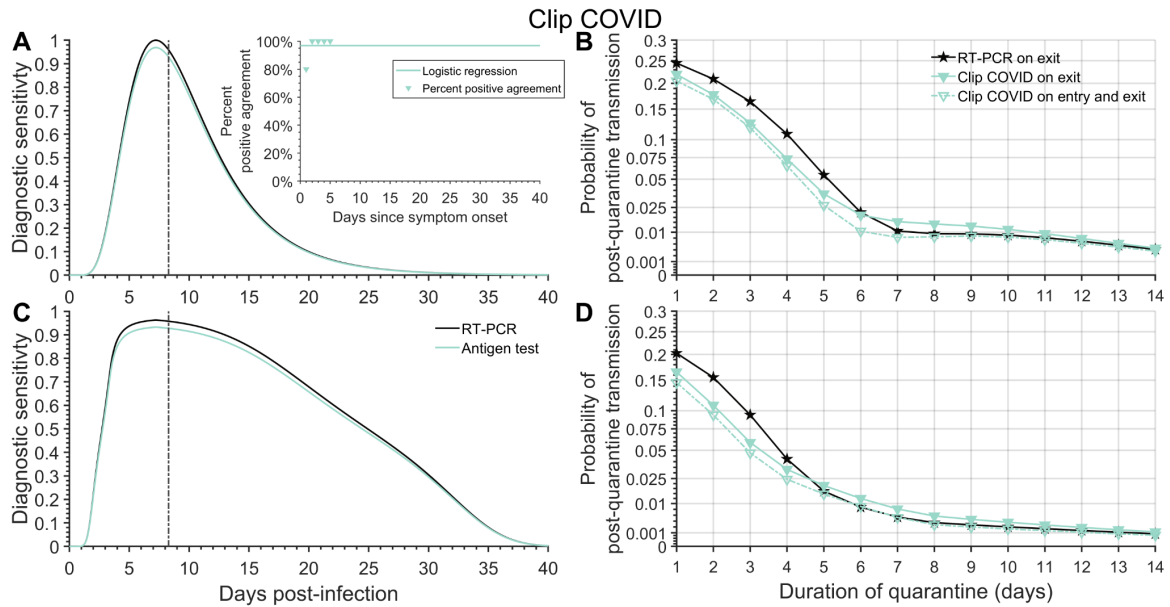 Clip COVID
A
Diagnostic sensitivty
1
0.9
0.8
0.7
0.6
0.5
0.4
0.3
0.2
0.1
0
0 5 10 15 20 25 30 35 40
Percent
positive agreement
100%
80%
60%
40%
20%
0%
Logistic regression
Percent positive agreement
0 5 10 15 20 25 30 35 40
Days since symptom onset
B
Probability of
post-quarantine transmission
0.3
0.25
0.2
0.15
0.1
0.075
0.05
0.025
0.01
0.001
0
RT-PCR on exit
Clip COVID on exit
Clip COVID on entry and exit
1 2 3 4 5 6 7 8 9 10 11 12 13 14
C
Diagnostic sensitivty
1
0.9
0.8
0.7
0.6
0.5
0.4
0.3
0.2
0.1
0
RT-PCR
Antigen test
0 5 10 15 20 25 30 35 40
Days post-infection
D
Probability of
post-quarantine transmission
0.3
0.25
0.2
0.15
0.1
0.075
0.05
0.025
0.01
0.001
0
1 2 3 4 5 6 7 8 9 10 11 12 13 14
Duration of quarantine (days)